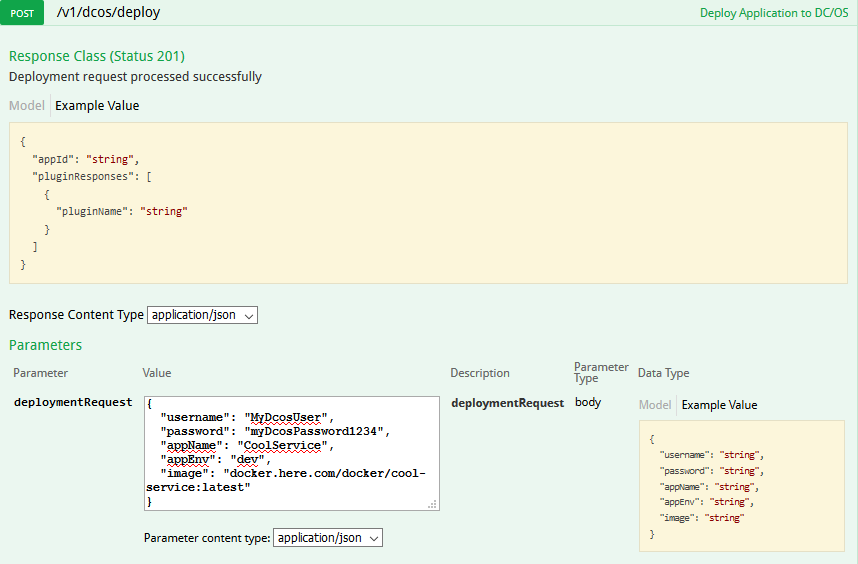 POST /v1/dcos/deploy Deploy Application to DC/OS
Response Class (Status 201)
Deployment request processed successfully
Model Example Value
{
"appId": "string",
"pluginResponses": [
{
"pluginName": "string"
}
]
}
Response Content Type application/json
Parameters
Parameter Value Description Parameter Type Data Type
deploymentRequest
{
"username": "MyDcosUser",
"password": "myDcosPassword1234",
"appName": "CoolService",
"appEnv": "dev",
"image": "docker.here.com/docker/cool-
service:latest"
}
Parameter content type: application/json
deploymentRequest
body
Model Example Value
{
"username": "string",
"password": "string",
"appName": "string",
"appEnv": "string",
"image": "string"
}